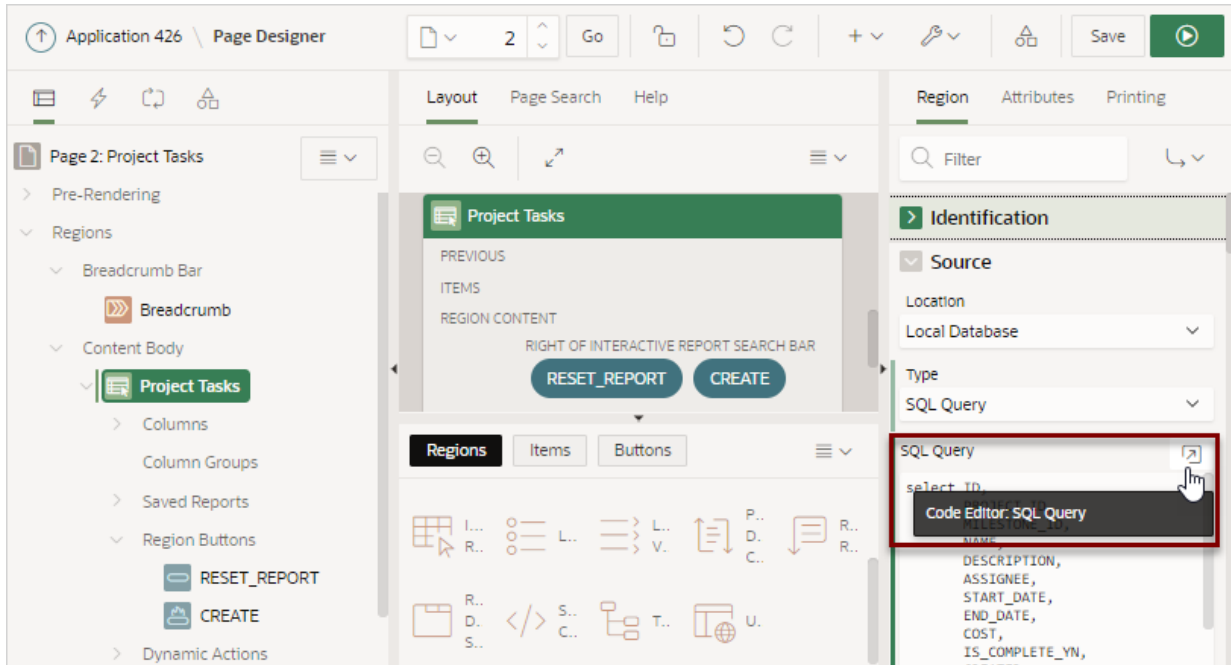 Application 426 \ Page Designer
2
Go
Save
Page 2: Project Tasks
Pre-Rendering
Regions
Breadcrumb Bar
Breadcrumb
Content Body
Project Tasks
Columns
Column Groups
Saved Reports
Region Buttons
RESET_REPORT
CREATE
Dynamic Actions
Layout Page Search Help
Project Tasks
PREVIOUS
ITEMS
REGION CONTENT
RIGHT OF INTERACTIVE REPORT SEARCH BAR
RESET_REPORT CREATE
Regions Items Buttons
I... R..
L..
L.. V.
P.. D. C..
R.. R..
R.. D. S..
S.. C..
T..
U.
Region Attributes Printing
Filter
Identification
Source
Location
Local Database
Type
SQL Query
SQL Query
select ID,
Code Editor: SQL Query
MILESTONE_ID,
NAME,
DESCRIPTION,
ASSIGNEE,
START_DATE,
END_DATE,
COST,
IS_COMPLETE_YN,